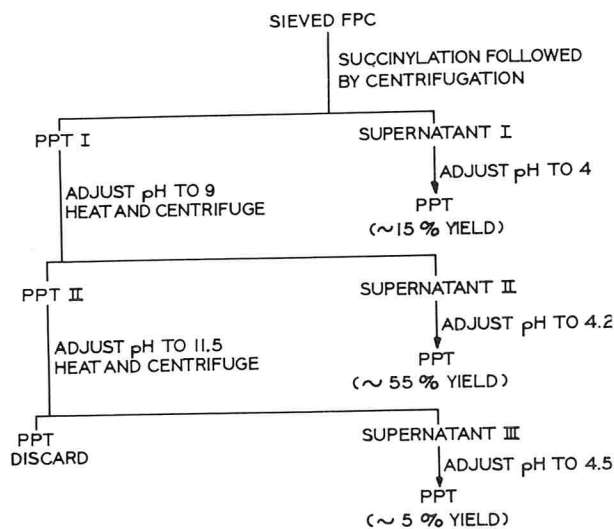 SIEVED FPC
SUCCINYLATION FOLLOWED
BY CENTRIFUGATION
PPT I
SUPERNATANT I
ADJUST pH TO 9
HEAT AND CENTRIFUGE
ADJUST pH TO 4
PPT
(~15 % YIELD)
PPT II
SUPERNATANT II
ADJUST pH TO 11.5
HEAT AND CENTRIFUGE
ADJUST pH TO 4.2
PPT
(~ 55 % YIELD)
PPT
DISCARD
SUPERNATANT III
ADJUST pH TO 4.5
PPT
(~ 5 % YIELD)